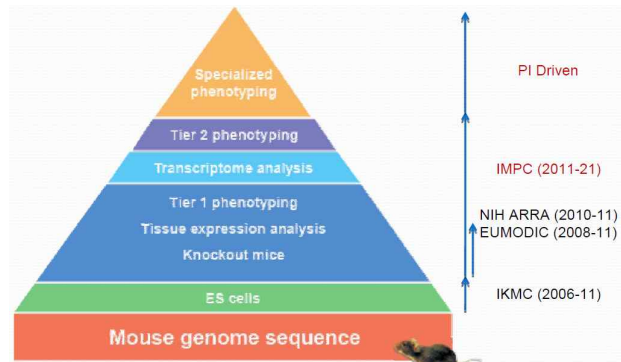 Specialized
phenotyping
PI Driven
Tier 2 phenotyping
Transcriptome analysis
IMPC (2011-21)
Tier 1 phenotyping
Tissue expression analysis
Knockout mice
NIH ARRA (2010-11)
EUMODIC (2008-11)
ES cells
IKMC (2006-11)
Mouse genome sequence